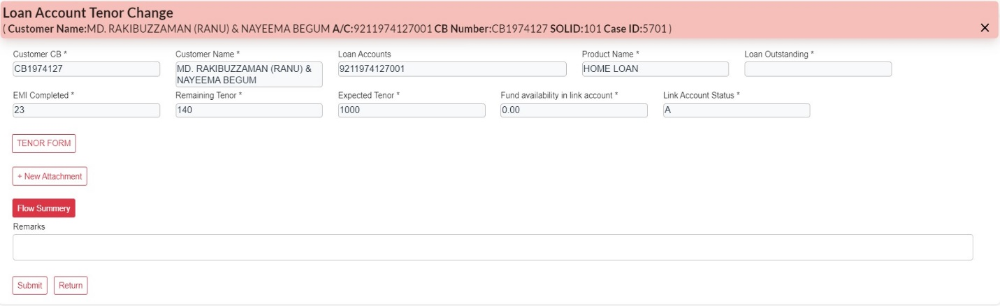 Loan Account Tenor Change
( Customer Name:MD. RAKIBUZZAMAN (RANU) & NAYEEMA BEGUM A/C:9211974127001 CB Number:CB1974127 SOLID:101 Case ID:5701 ) ×
Customer CB * Customer Name * Loan Accounts Product Name * Loan Outstanding *
CB1974127 MD. RAKIBUZZAMAN (RANU) & 9211974127001 HOME LOAN
NAYEEMA BEGUM
EMI Completed * Remaining Tenor * Expected Tenor * Fund availability in link account * Link Account Status *
23 140 1000 0.00 A
TENOR FORM
+ New Attachment
Flow Summery
Remarks
Submit Return